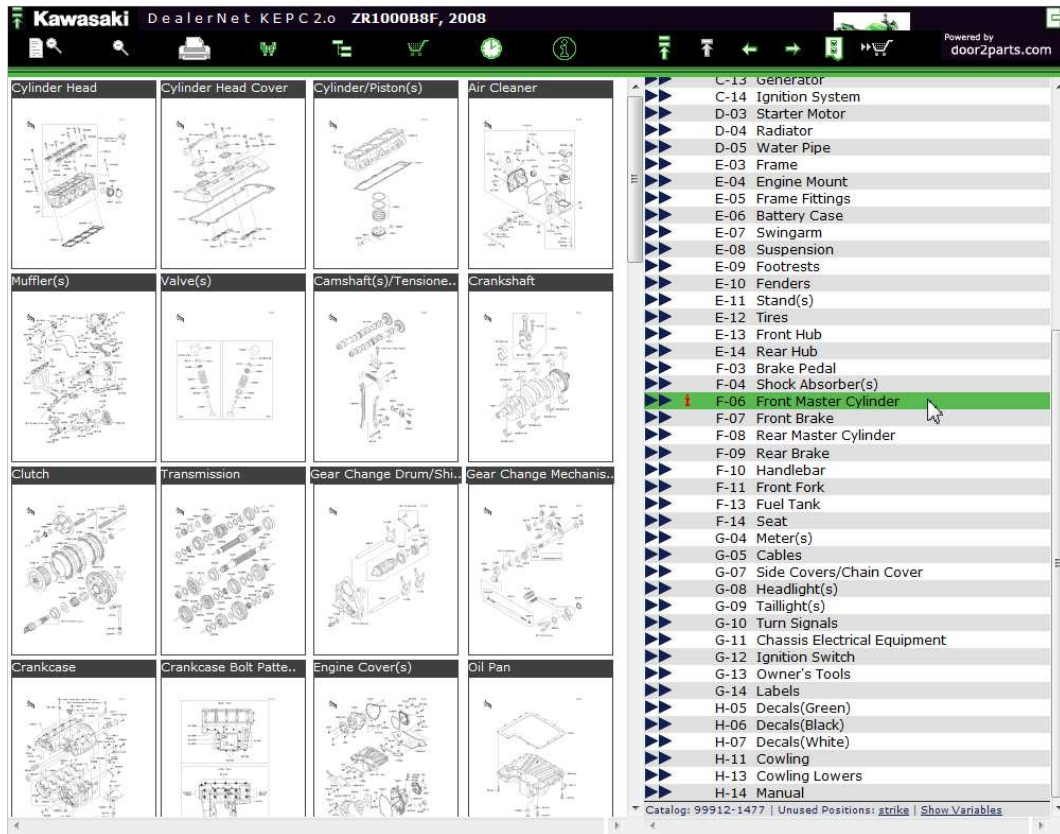 Kawasaki DealerNet KEPC2.0 ZR1000B8F, 2008
Powered by
door2parts.com
Cylinder Head
Cylinder Head Cover
Cylinder/Piston(s)
Air Cleaner
Muffler(s)
Valve(s)
Camshaft(s)/Tensione..
Crankshaft
Clutch
Transmission
Gear Change Drum/Shi..
Gear Change Mechanis..
Crankcase
Crankcase Bolt Patte..
Engine Cover(s)
Oil Pan
C-13 Generator
C-14 Ignition System
D-03 Starter Motor
D-04 Radiator
D-05 Water Pipe
E-03 Frame
E-04 Engine Mount
E-05 Frame Fittings
E-06 Battery Case
E-07 Swingarm
E-08 Suspension
E-09 Footrests
E-10 Fenders
E-11 Stand(s)
E-12 Tires
E-13 Front Hub
E-14 Rear Hub
F-03 Brake Pedal
F-04 Shock Absorber(s)
i F-06 Front Master Cylinder
F-07 Front Brake
F-08 Rear Master Cylinder
F-09 Rear Brake
F-10 Handlebar
F-11 Front Fork
F-13 Fuel Tank
F-14 Seat
G-04 Meter(s)
G-05 Cables
G-07 Side Covers/Chain Cover
G-08 Headlight(s)
G-09 Taillight(s)
G-10 Turn Signals
G-11 Chassis Electrical Equipment
G-12 Ignition Switch
G-13 Owner's Tools
G-14 Labels
H-05 Decals(Green)
H-06 Decals(Black)
H-07 Decals(White)
H-11 Cowling
H-13 Cowling Lowers
H-14 Manual
Catalog: 99912-1477 | Unused Positions: strike | Show Variables